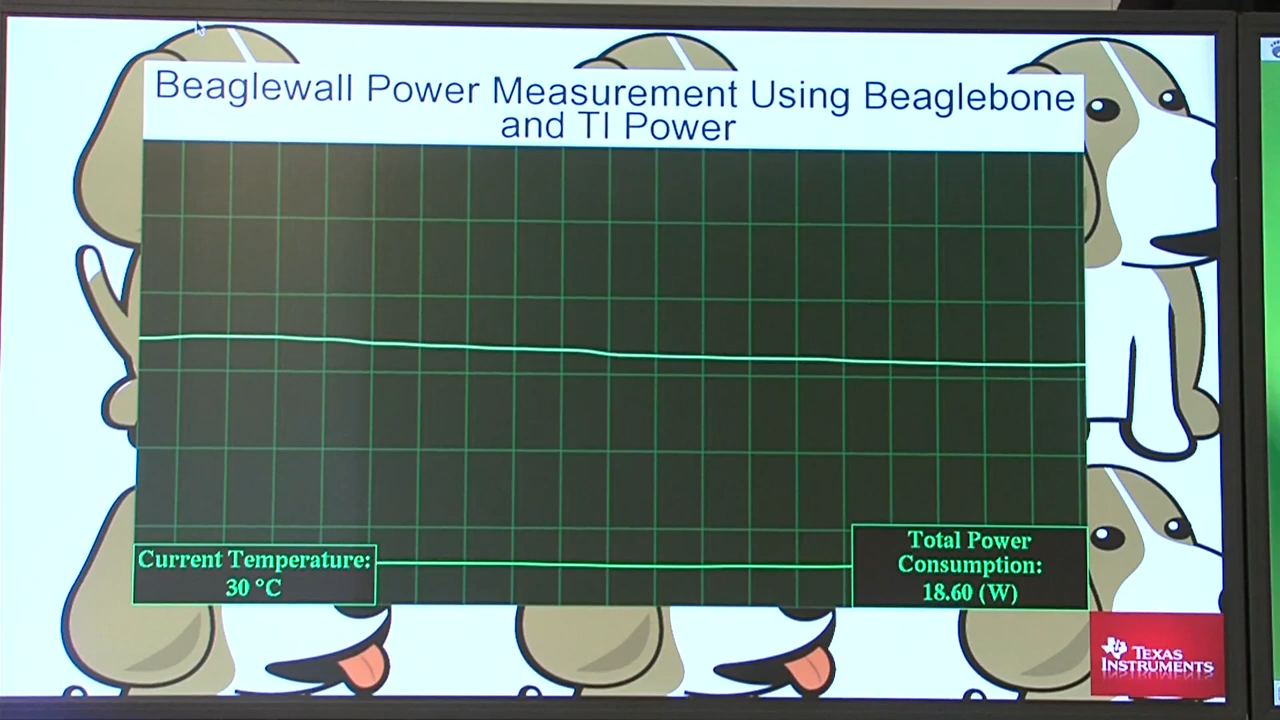 Beaglewall Power Measurement Using Beaglebone
and TI Power
Current Temperature:
30 °C
Total Power
Consumption:
18.60 (W)
TEXAS
INSTRUMENTS